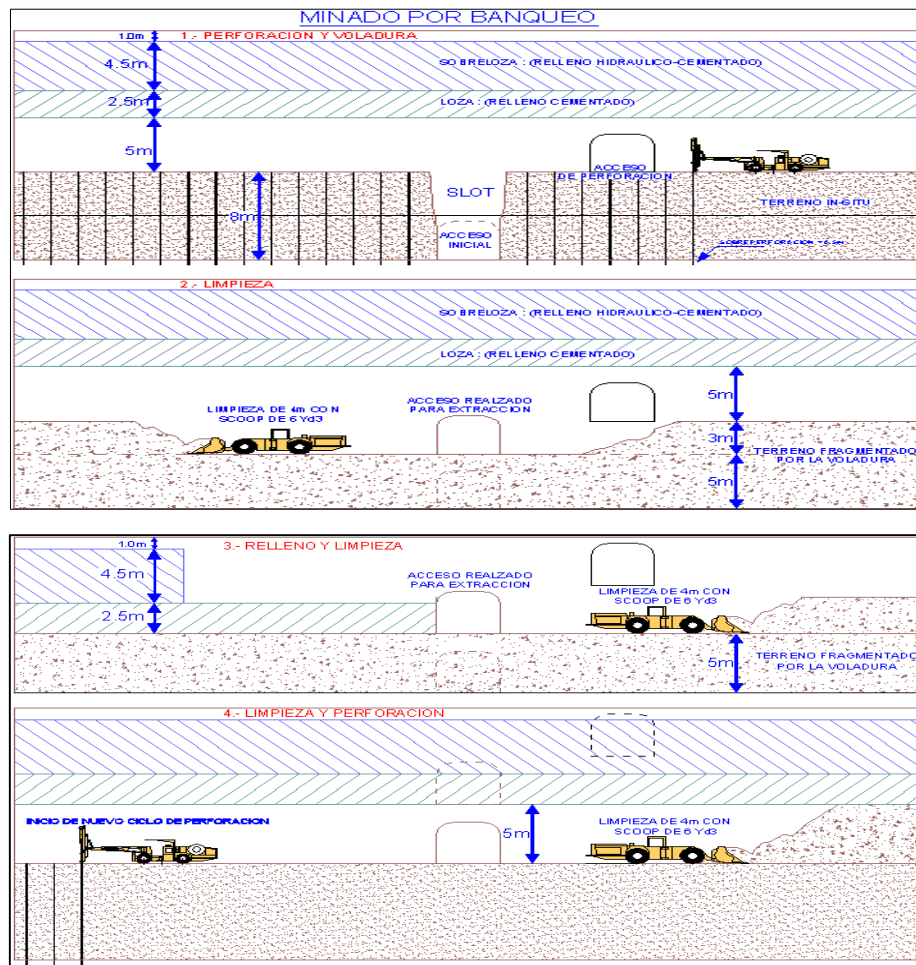 MINADO POR BANQUEO
1.- PERFORACION Y VOLADURA
1.0m
4.5m
SOBRELOZA : (RELLENO HIDRAULICO-CEMENTADO)
2.5m
LOZA : (RELLENO CEMENTADO)
5m
ACCESO
DE PERFORACION
SLOT
8m
TERRENO IN-SITU
ACCESO
INICIAL
2.- LIMPIEZA
SOBRELOZA : (RELLENO HIDRAULICO-CEMENTADO)
LOZA : (RELLENO CEMENTADO)
5m
ACCESO REALZADO
PARA EXTRACCION
LIMPIEZA DE 4m CON
SCOOP DE 6 Yd3
3m
TERRENO FRAGMENTADO
POR LA VOLADURA
5m
3.- RELLENO Y LIMPIEZA
1.0m
4.5m
ACCESO REALZADO
PARA EXTRACCION
LIMPIEZA DE 4m CON
SCOOP DE 6 Yd3
2.5m
5m
TERRENO FRAGMENTADO
POR LA VOLADURA
4.- LIMPIEZA Y PERFORACION
INICIO DE NUEVO CICLO DE PERFORACION
5m
LIMPIEZA DE 4m CON
SCOOP DE 6 Yd3